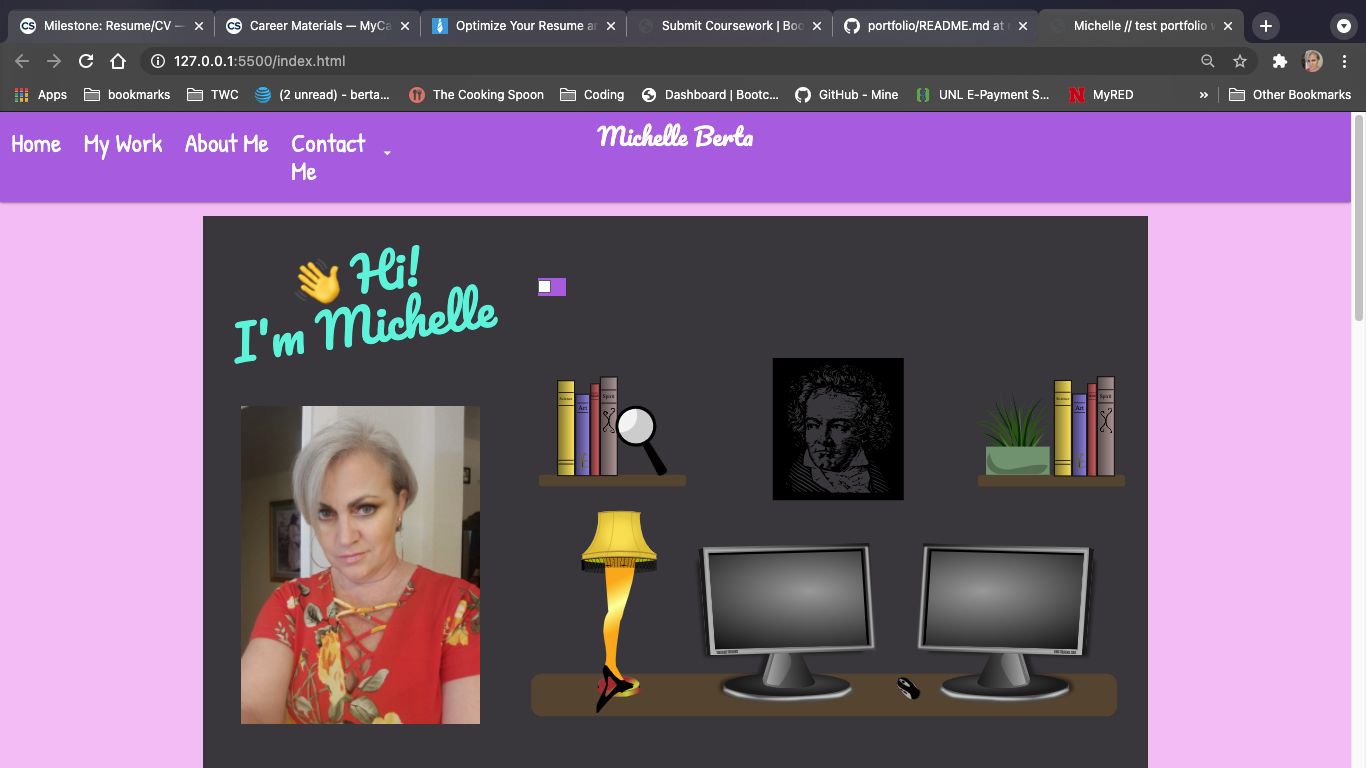 Milestone: Resume/CV —
Career Materials — MyCa
Optimize Your Resume an
Submit Coursework | Boo
portfolio/README.md at
Michelle // test portfolio w
127.0.0.1:5500/index.html
Apps
bookmarks
TWC
(2 unread) - berta...
The Cooking Spoon
Coding
Dashboard | Bootc...
GitHub - Mine
UNL E-Payment S...
MyRED
»
Other Bookmarks
Home
My Work
About Me
Contact
Me
Michelle Berta
👋 Hi!
I'm Michelle
Science
Art
Spirit
Science
Art
Spirit